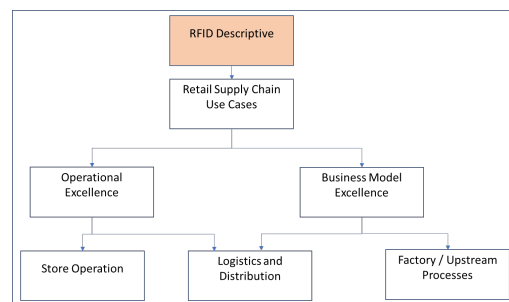 RFID Descriptive
Retail Supply Chain
Use Cases
Operational
Excellence
Business Model
Excellence
Store Operation
Logistics and
Distribution
Factory / Upstream
Processes